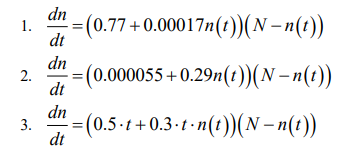 1. dn/dt = (0.77 + 0.00017n(t))(N − n(t))
2. dn/dt = (0.000055 + 0.29n(t))(N − n(t))
3. dn/dt = (0.5·t + 0.3·t·n(t))(N − n(t))